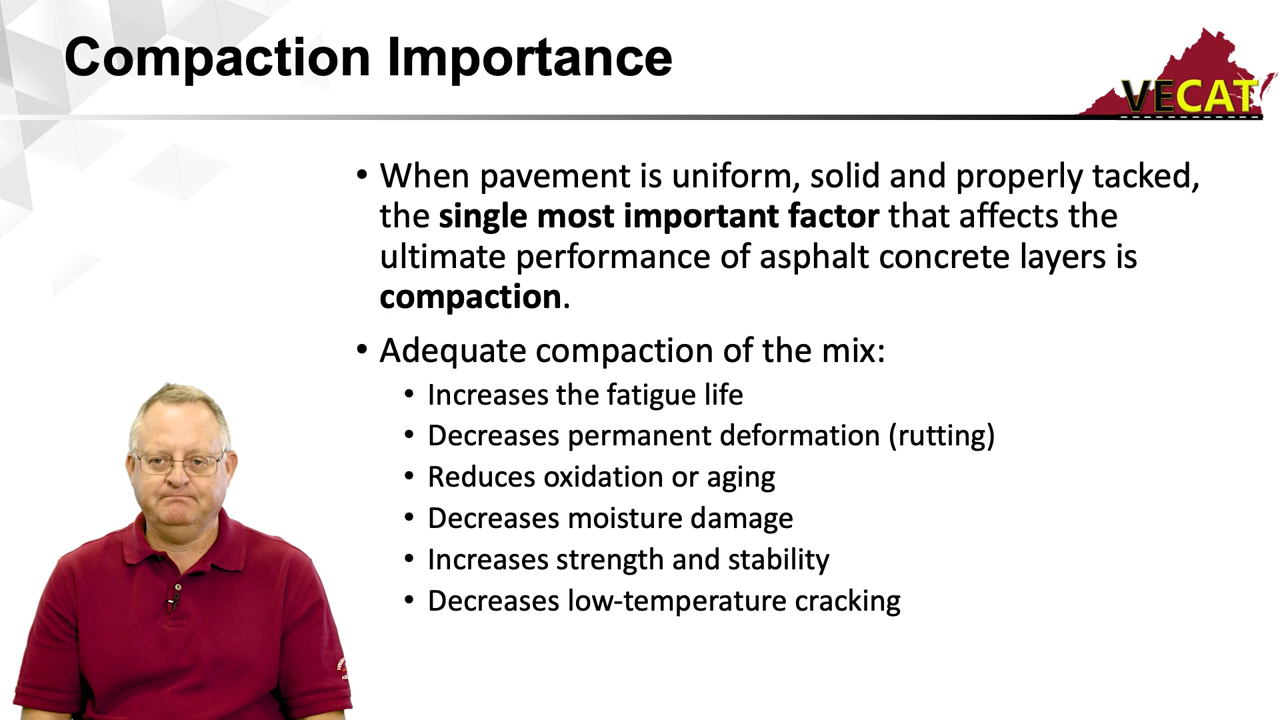 Compaction Importance
VECAT
• When pavement is uniform, solid and properly tacked,
the single most important factor that affects the
ultimate performance of asphalt concrete layers is
compaction.
• Adequate compaction of the mix:
• Increases the fatigue life
• Decreases permanent deformation (rutting)
• Reduces oxidation or aging
• Decreases moisture damage
• Increases strength and stability
• Decreases low-temperature cracking